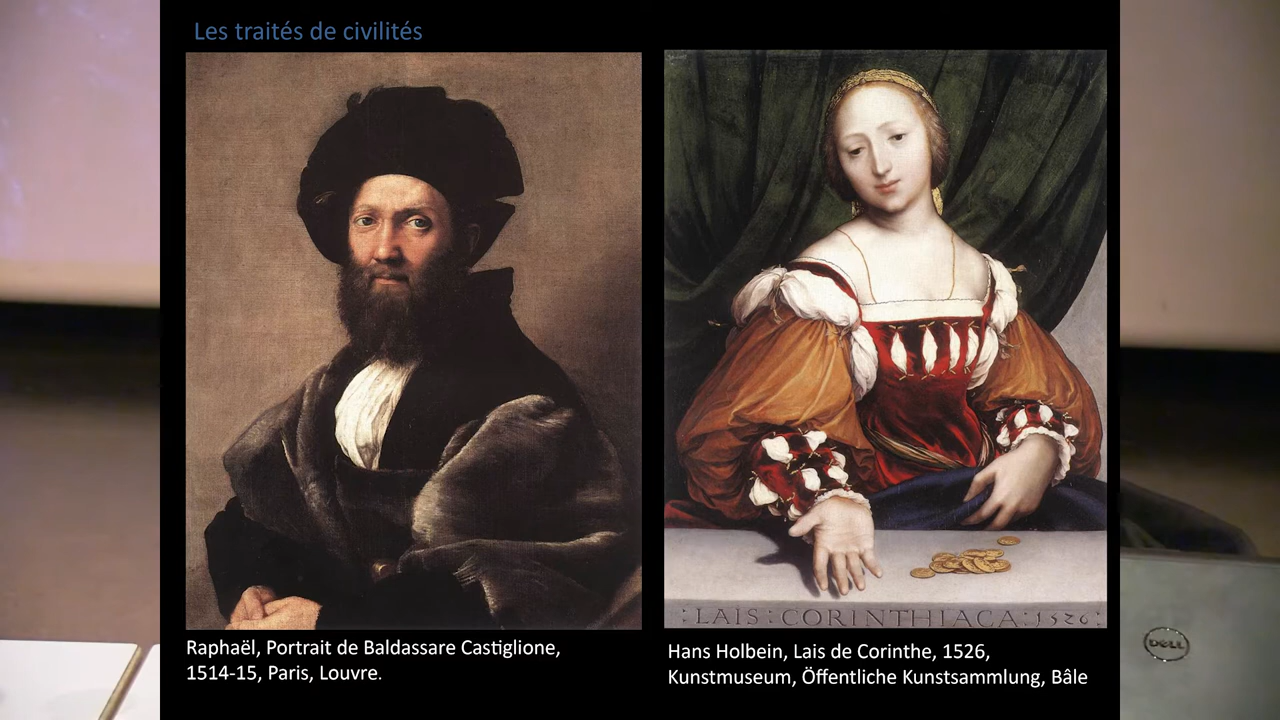 Les traités de civilités
: LAIS : CORINTHIACA : 1526 :
Raphaël, Portrait de Baldassare Castiglione,
1514-15, Paris, Louvre.
Hans Holbein, Lais de Corinthe, 1526,
Kunstmuseum, Öffentliche Kunstsammlung, Bâle
DELL